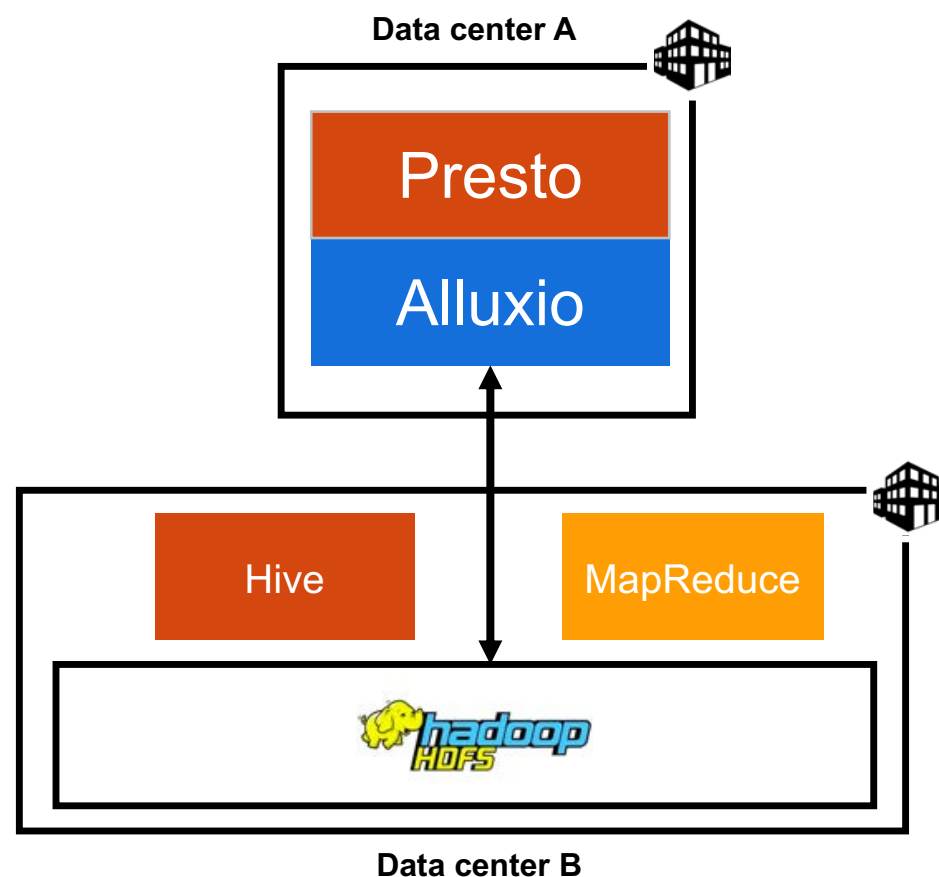 Data center A
Presto
Alluxio
Hive
MapReduce
hadoop
HDFS
Data center B